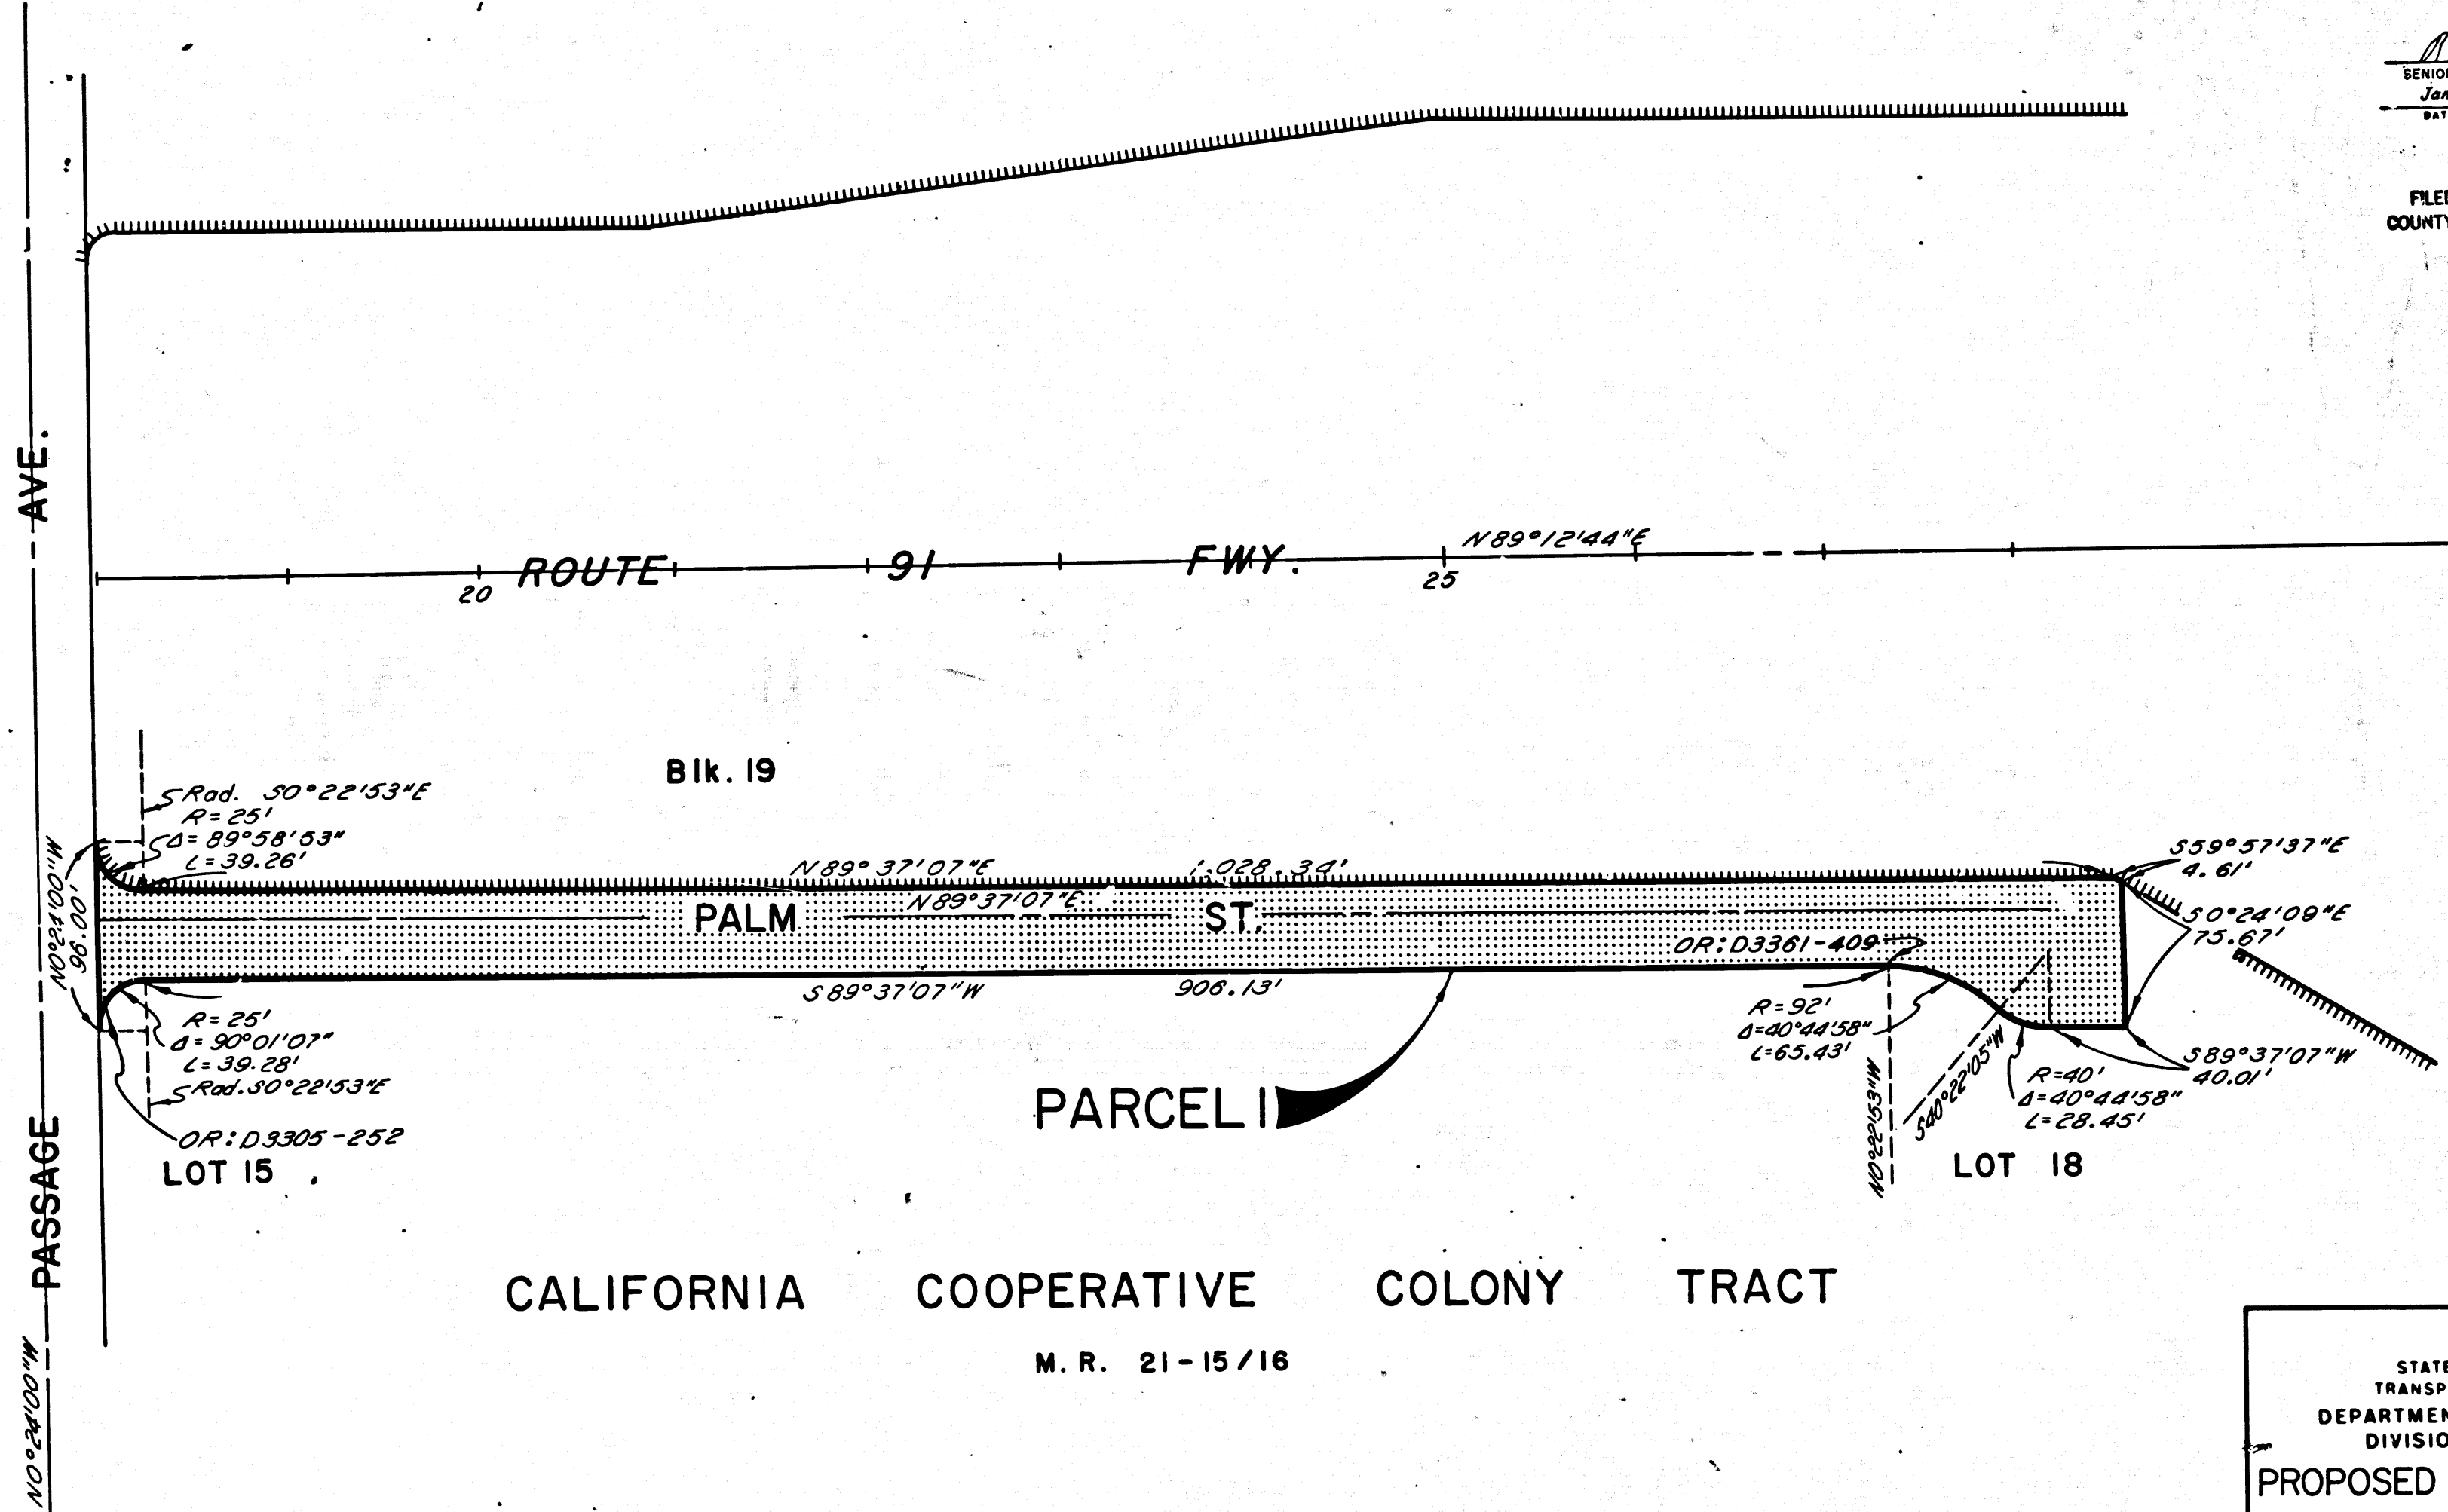 SENIOR
Jan
DAT
FILED
COUNTY
AVE.
N89°12'44"E
ROUTE 91 FWY.
20
25
Blk. 19
Rad. S0°22'53"E
R=25'
Δ=89°58'53"
L=39.26'
N0°24'00"W
96.00'
N89°37'07"E 1,028.34'
S59°57'37"E
4.61'
N89°37'07"E
PALM ST.
S0°24'09"E
75.67'
OR: D3361-409
S89°37'07"W 906.13'
R=25'
Δ=90°01'07"
L=39.28'
Rad. S0°22'53"E
R=92'
Δ=40°44'58"
L=65.43'
N0°22'53"W
S40°22'05"W
S89°37'07"W
40.01'
R=40'
Δ=40°44'58"
L=28.45'
PARCEL 1
OR: D3305-252
LOT 15
LOT 18
PASSAGE
CALIFORNIA COOPERATIVE COLONY TRACT
M.R. 21-15/16
N0°24'00"W
STATE
TRANSP
DEPARTMEN
DIVISIO
PROPOSED